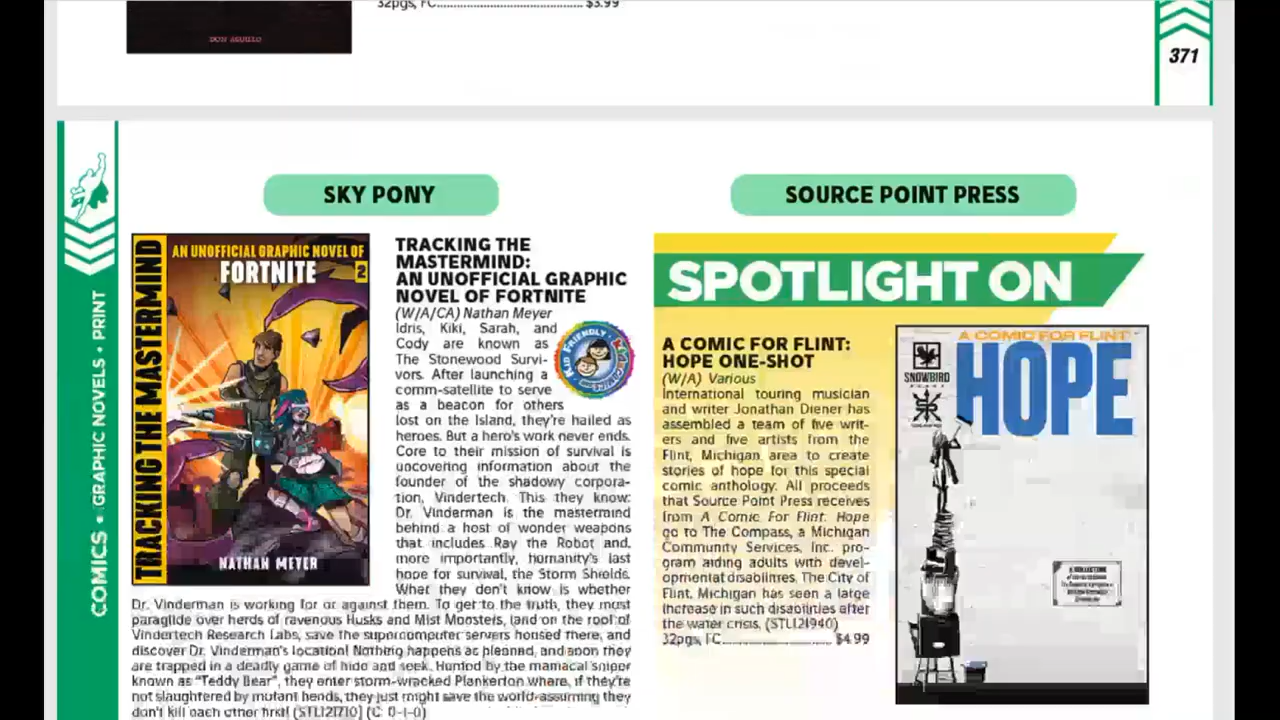 32pgs, FC.......... $3.99
DON AGUILO
371
COMICS • GRAPHIC NOVELS • PRINT
SKY PONY
TRACKING THE MASTERMIND
AN UNOFFICIAL GRAPHIC NOVEL OF
FORTNITE
2
NATHAN MEYER
TRACKING THE
MASTERMIND:
AN UNOFFICIAL GRAPHIC
NOVEL OF FORTNITE
(W/A/CA) Nathan Meyer
Idris, Kiki, Sarah, and
Cody are known as
The Stonewood Survi-
vors. After launching a
comm-satellite to serve
as a beacon for others
lost on the Island, they're hailed as
heroes. But a hero's work never ends.
Core to their mission of survival is
uncovering information about the
founder of the shadowy corpora-
tion, Vindertech. This they know:
Dr. Vinderman is the mastermind
behind a host of wonder weapons
that includes Ray the Robot and,
more importantly, humanity's last
hope for survival, the Storm Shields.
What they don't know is whether
Dr. Vinderman is working for or against them. To get to the truth, they must
paraglide over herds of ravenous Husks and Mist Monsters, land on the roof of
Vindertech Research Labs, save the supercomputer servers housed there, and
discover Dr. Vinderman's location! Nothing happens as planned, and soon they
are trapped in a deadly game of hide and seek. Hunted by the maniacal sniper
known as "Teddy Bear", they enter storm-wracked Plankerton where, if they're
not slaughtered by mutant hends, they just might save the world-assuming they
don't kill each other first! (STL121710) (C: 0-1-0)
KID FRIENDLY
SOURCE POINT PRESS
SPOTLIGHT ON
A COMIC FOR FLINT:
HOPE ONE-SHOT
(W/A) Various
International touring musician
and writer Jonathan Diener has
assembled a team of five writ-
ers and five artists from the
Flint, Michigan area to create
stories of hope for this special
comic anthology. All proceeds
that Source Point Press receives
from A Comic For Flint: Hope
go to The Compass, a Michigan
Community Services, Inc. pro-
gram aiding adults with devel-
opmental disabilities. The City of
Flint, Michigan has seen a large
increase in such disabilities after
the water crisis. (STL121940)
32pgs, FC.......... $4.99
A COMIC FOR FLINT
HOPE
SNOWBIRD
A COLLECTION